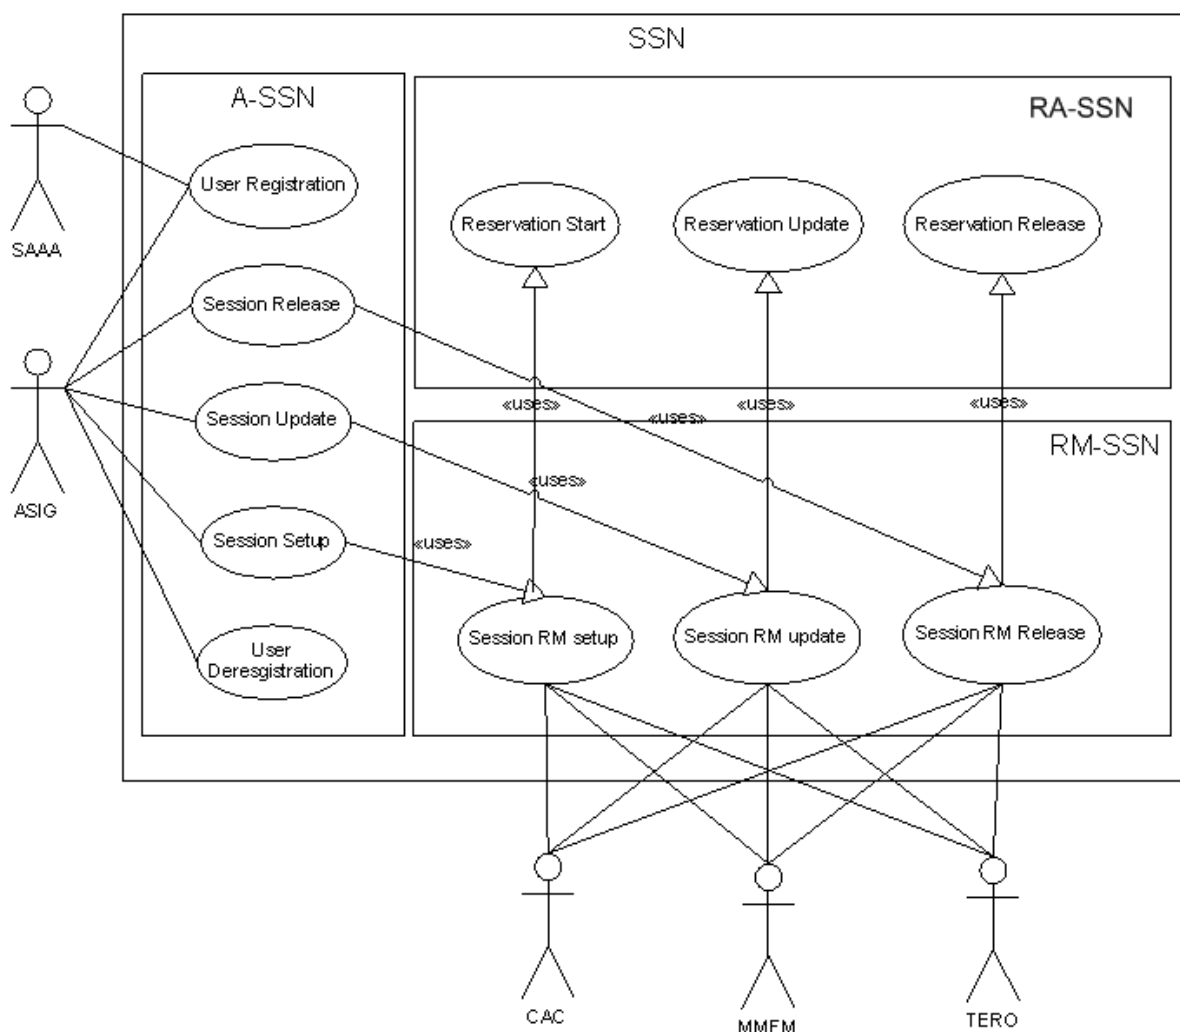 SSN
A-SSN
RA-SSN
User Registration
Reservation Start
Reservation Update
Reservation Release
SAAA
Session Release
«uses»
«uses»
«uses»
«uses»
Session Update
RM-SSN
«uses»
ASIG
Session Setup
«uses»
Session RM setup
Session RM update
Session RM Release
User
Deresgistration
CAC
MMFM
TERO